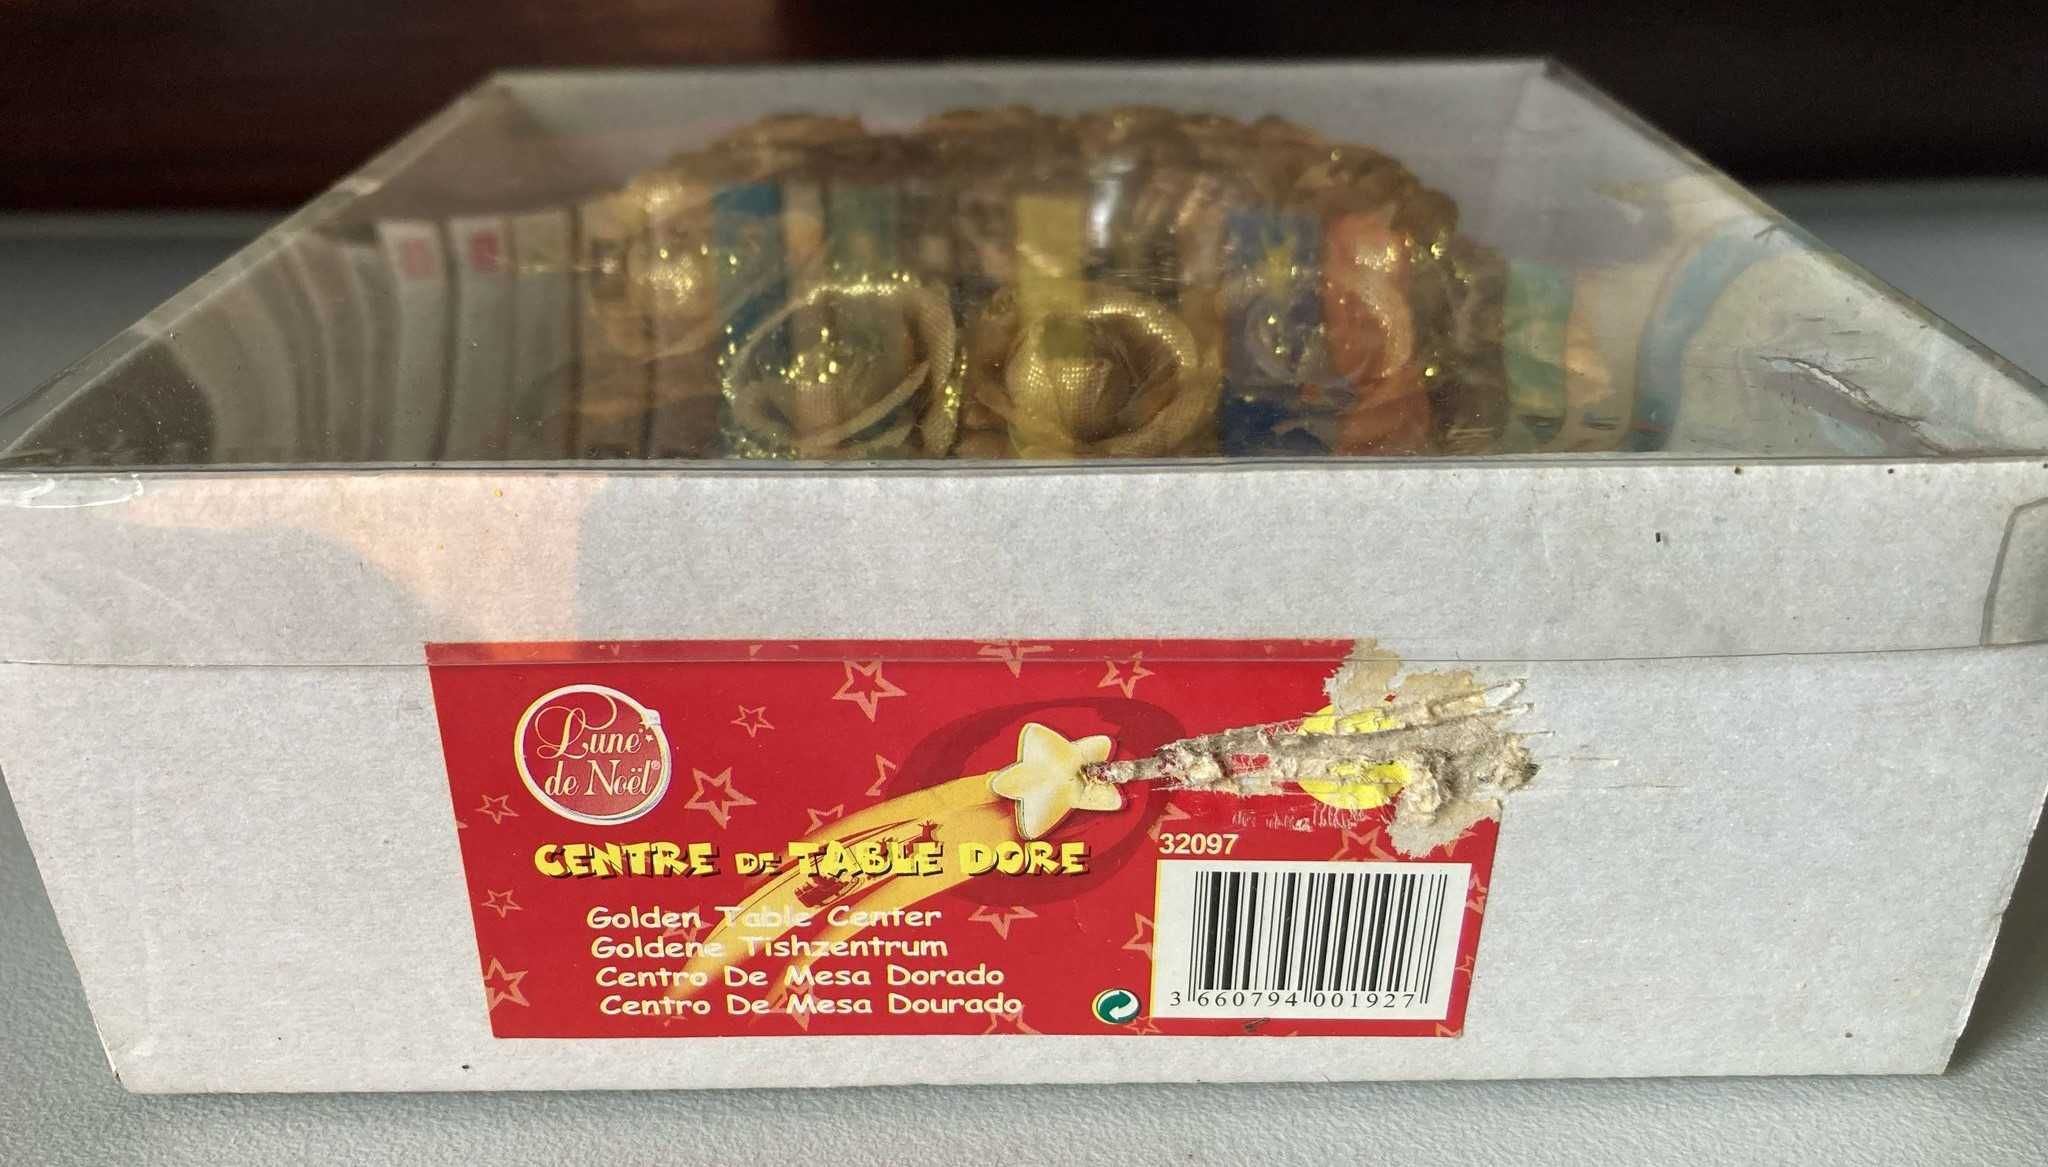 Lune
de Noël®
CENTRE DE TABLE DORE
Golden Table Center
Goldene Tishzentrum
Centro De Mesa Dorado
Centro De Mesa Dourado
32097
3 660794 001927